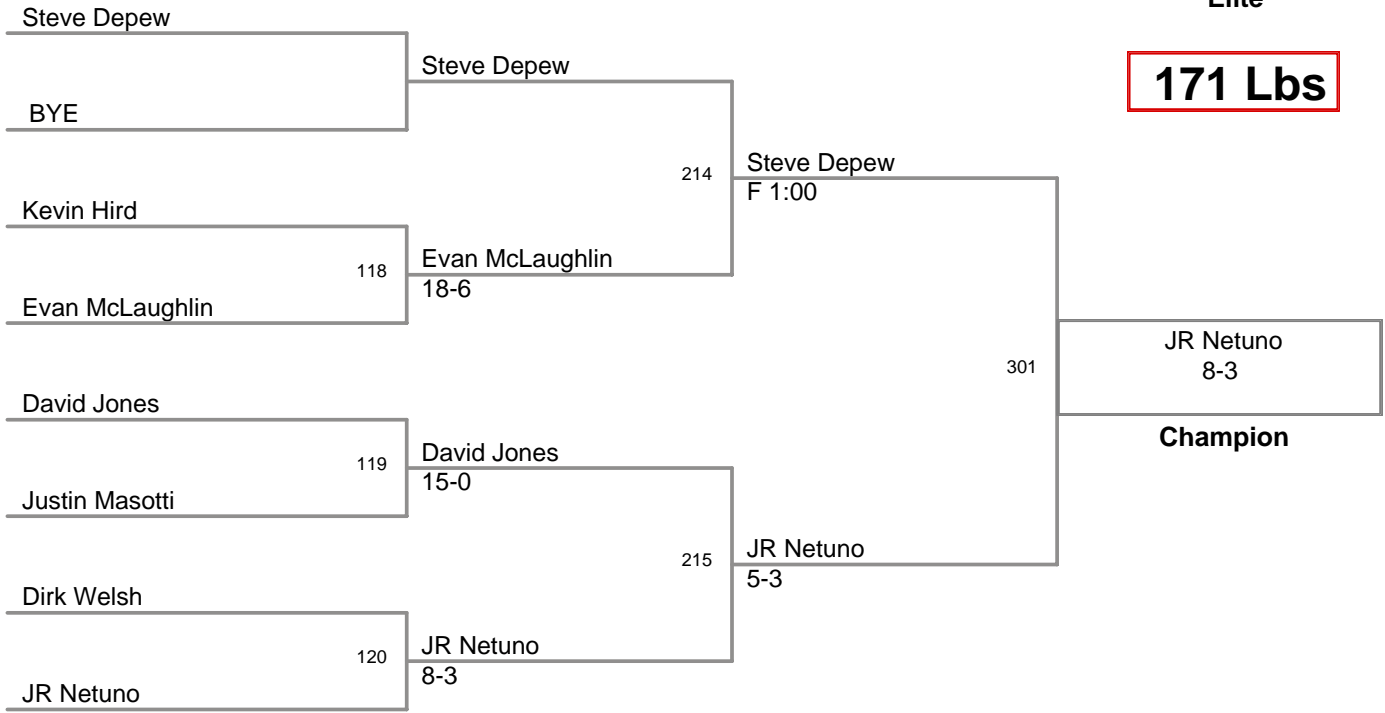 Elite
171 Lbs
Steve Depew
BYE
Kevin Hird
118
Evan McLaughlin
David Jones
119
Justin Masotti
Dirk Welsh
120
JR Netuno
Steve Depew
214
Evan McLaughlin
18-6
David Jones
15-0
215
JR Netuno
8-3
Steve Depew
F 1:00
301
JR Netuno
5-3
JR Netuno
8-3
Champion